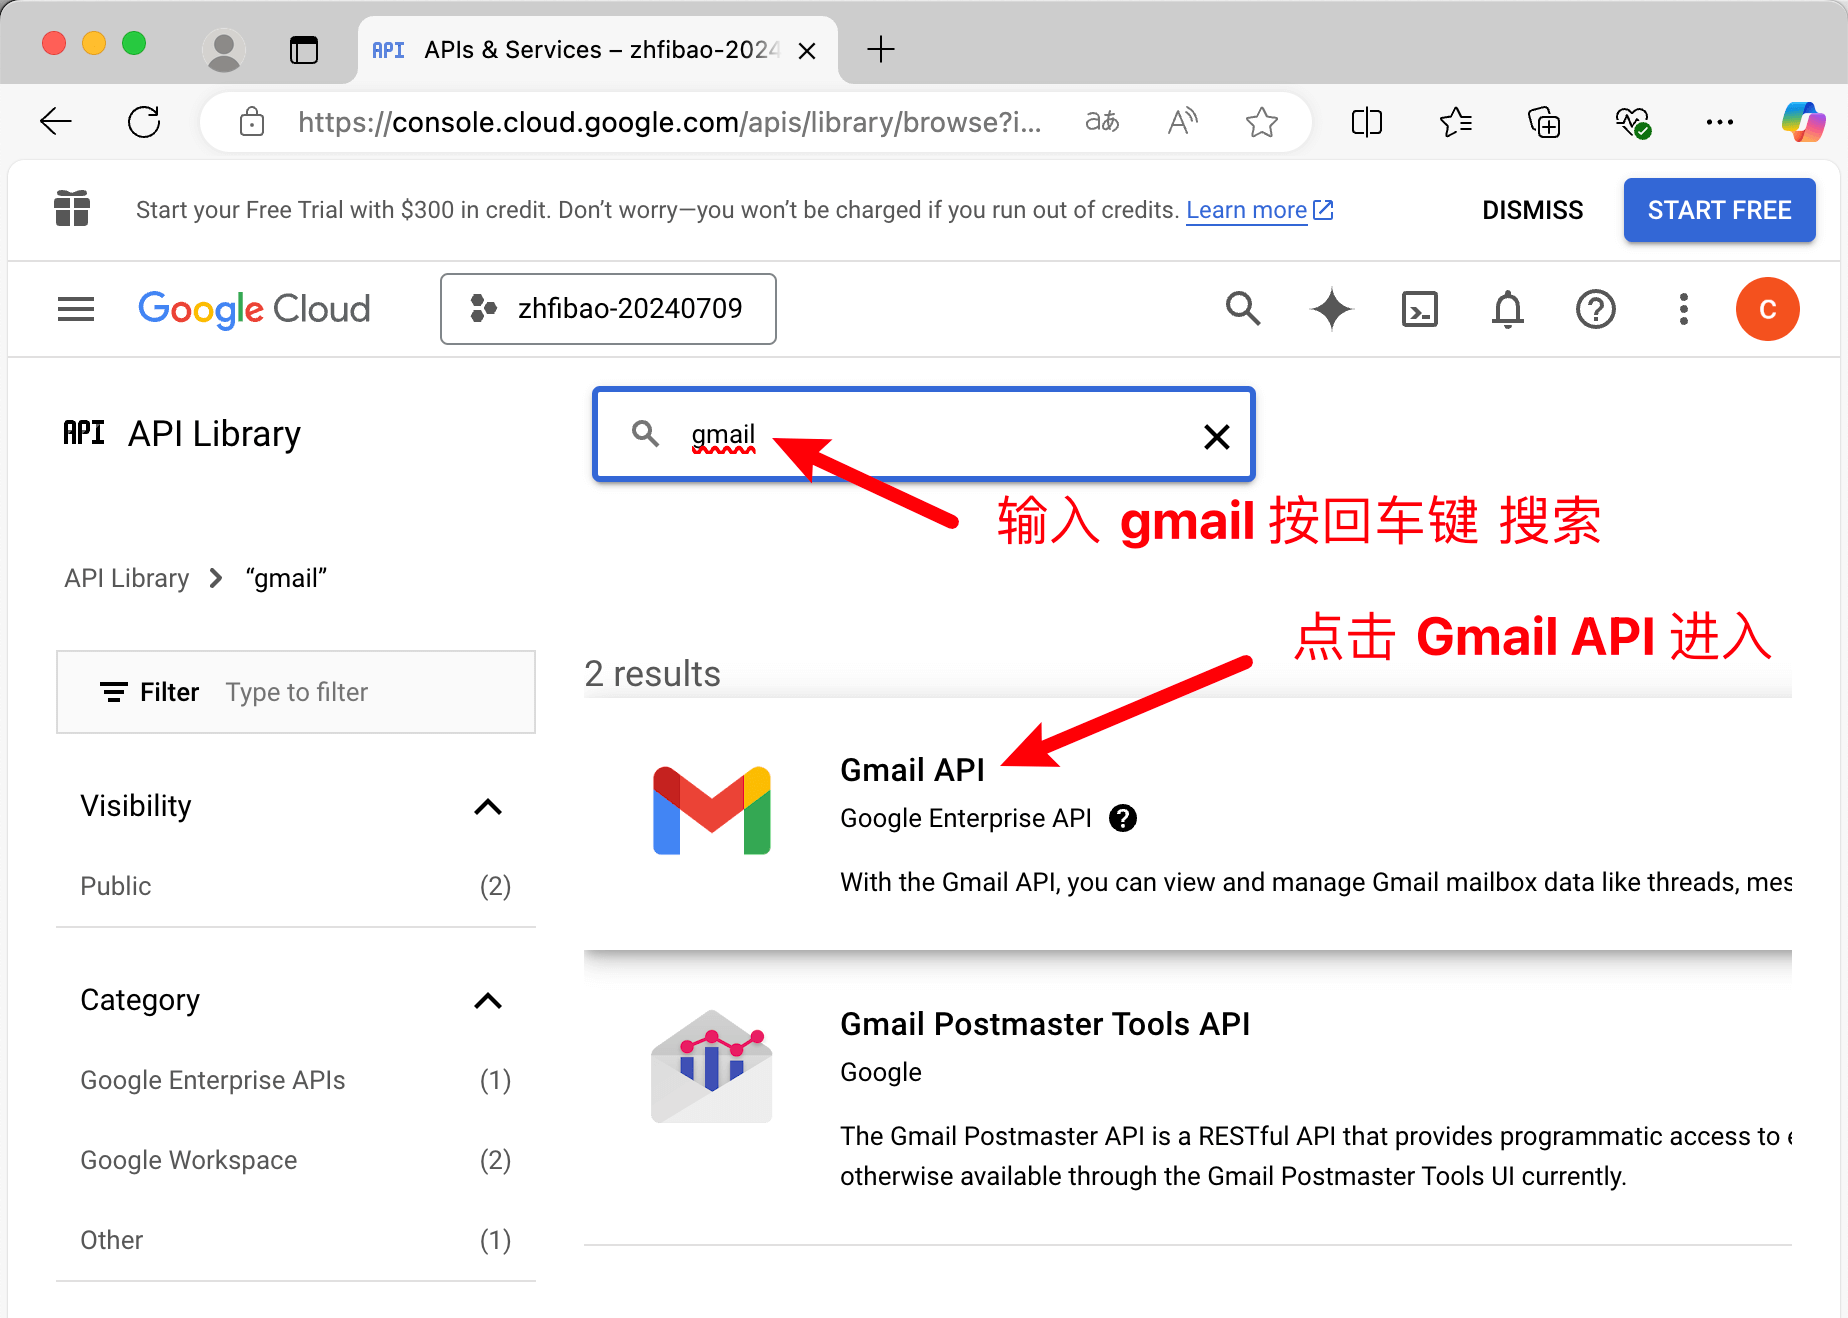 API APIs & Services – zhfibao-2024
https://console.cloud.google.com/apis/library/browse?i... aあ A
Start your Free Trial with $300 in credit. Don’t worry—you won’t be charged if you run out of credits. Learn more DISMISS START FREE
Google Cloud zhfibao-20240709 C
API API Library gmail
输入 gmail 按回车键 搜索
API Library “gmail”
点击 Gmail API 进入
2 results
Filter Type to filter
Visibility
Public (2)
Category
Google Enterprise APIs (1)
Google Workspace (2)
Other (1)
Gmail API
Google Enterprise API
With the Gmail API, you can view and manage Gmail mailbox data like threads, mes
Gmail Postmaster Tools API
Google
The Gmail Postmaster API is a RESTful API that provides programmatic access to
otherwise available through the Gmail Postmaster Tools UI currently.